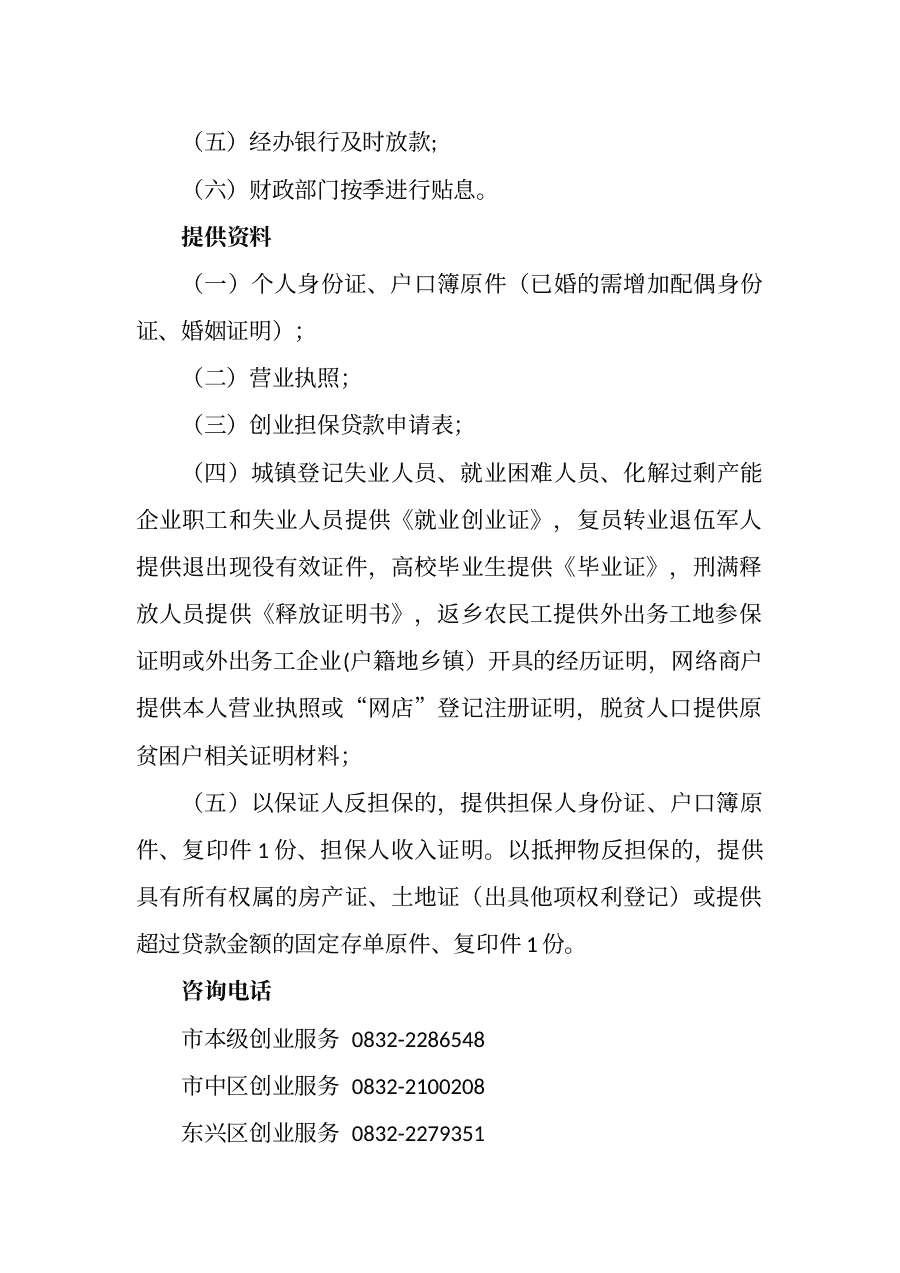 （五）经办银行及时放款;
（六）财政部门按季进行贴息。
提供资料
（一）个人身份证、户口簿原件（已婚的需增加配偶身份
证、婚姻证明）;
（二）营业执照;
（三）创业担保贷款申请表;
（四）城镇登记失业人员、就业困难人员、化解过剩产能
企业职工和失业人员提供《就业创业证》，复员转业退伍军人
提供退出现役有效证件，高校毕业生提供《毕业证》，刑满释
放人员提供《释放证明书》，返乡农民工提供外出务工地参保
证明或外出务工企业(户籍地乡镇）开具的经历证明，网络商户
提供本人营业执照或“网店”登记注册证明，脱贫人口提供原
贫困户相关证明材料;
（五）以保证人反担保的，提供担保人身份证、户口簿原
件、复印件 1 份、担保人收入证明。以抵押物反担保的，提供
具有所有权属的房产证、土地证（出具他项权利登记）或提供
超过贷款金额的固定存单原件、复印件 1 份。
咨询电话
市本级创业服务 0832-2286548
市中区创业服务 0832-2100208
东兴区创业服务 0832-2279351